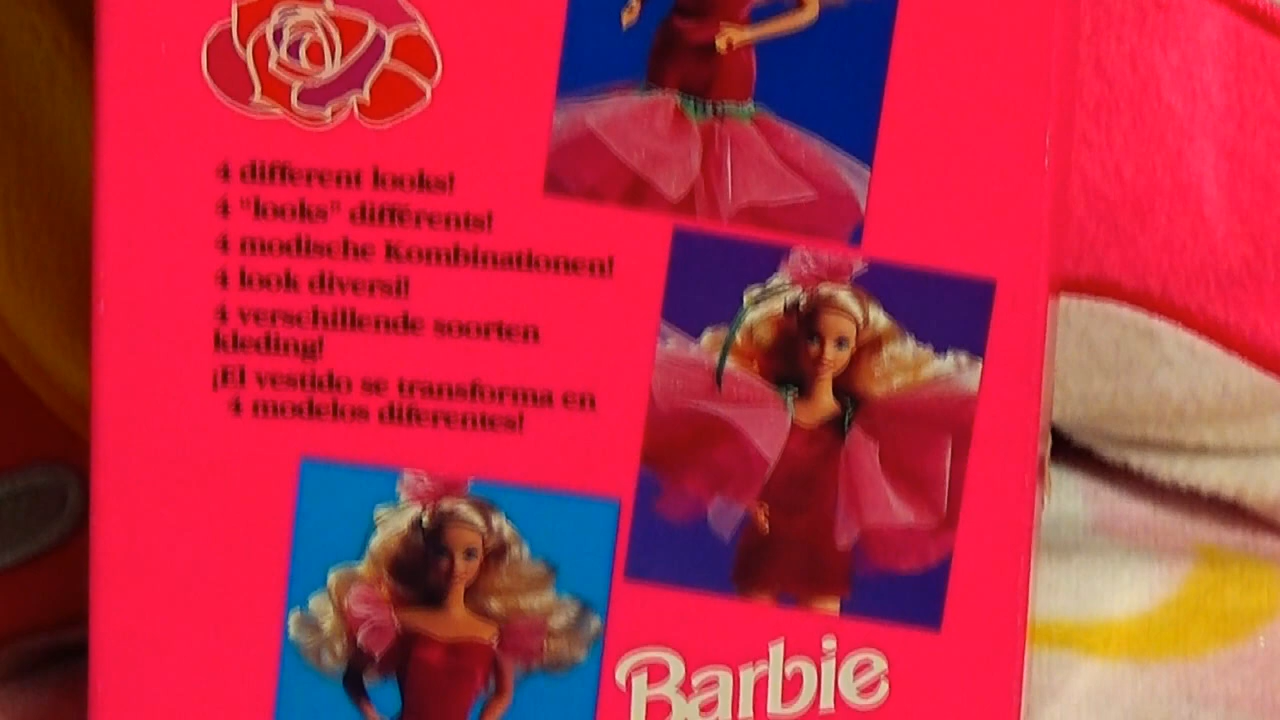 4 different looks!
4 "looks" différents!
4 modische Kombinationen!
4 look diversi!
4 verschillende soorten
kleding!
¡El vestido se transforma en
4 modelos diferentes!
Barbie